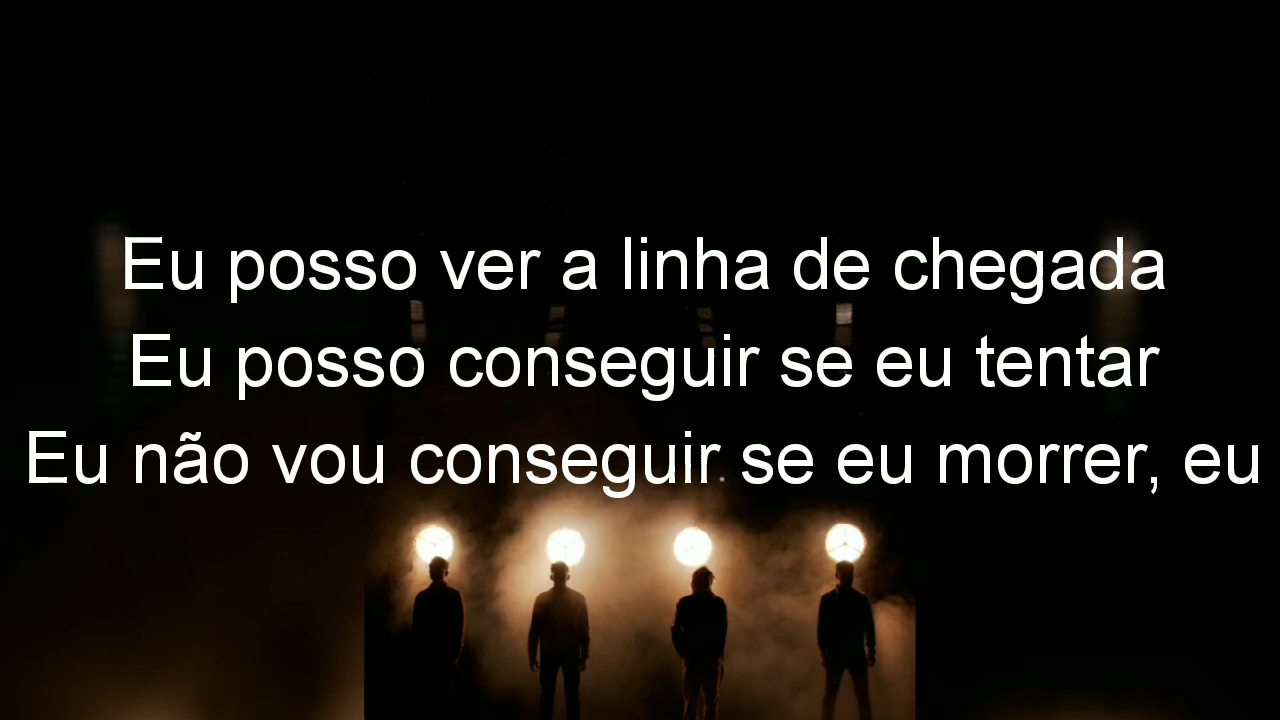 Eu posso ver a linha de chegada
Eu posso conseguir se eu tentar
Eu não vou conseguir se eu morrer, eu